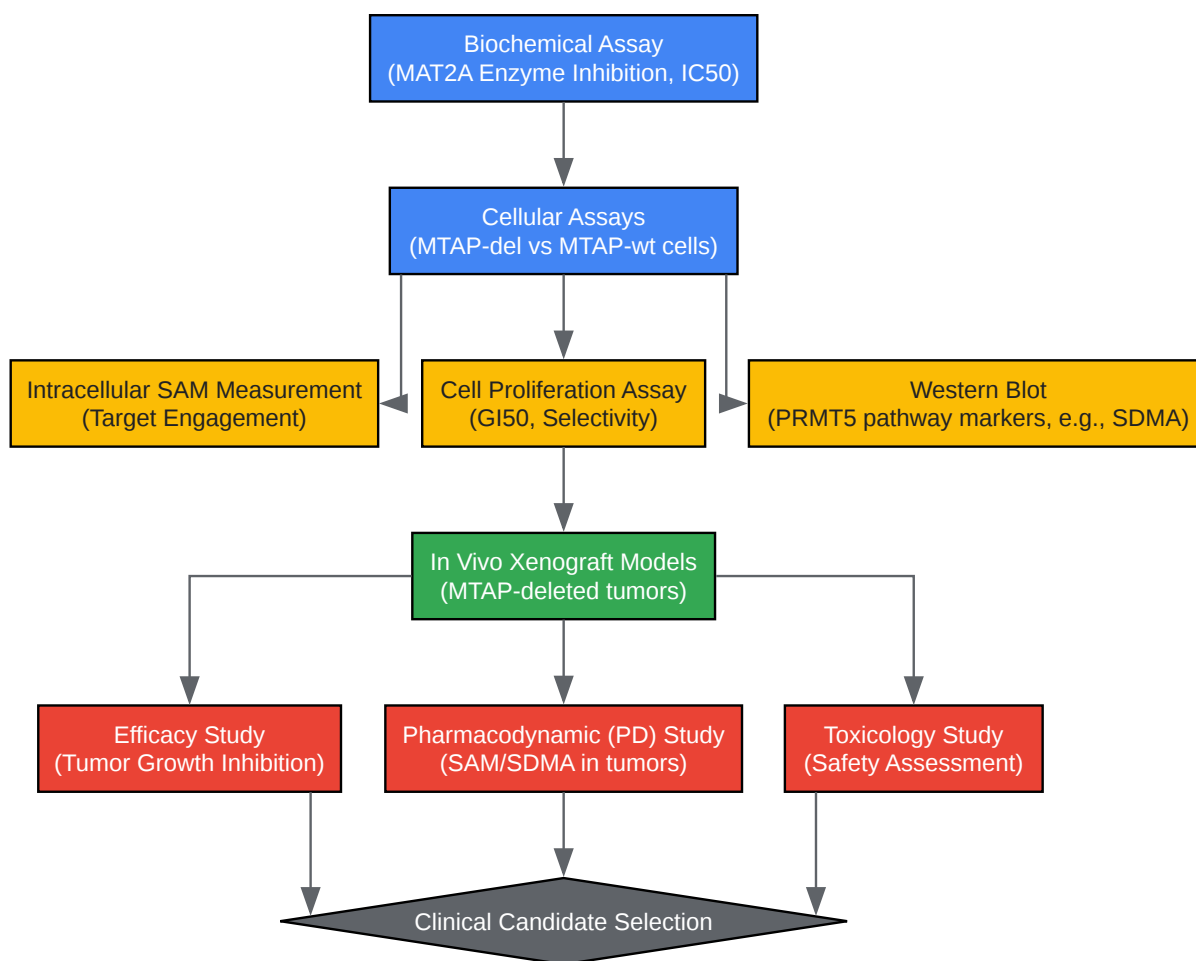 Biochemical Assay
(MAT2A Enzyme Inhibition, IC50)
Cellular Assays
(MTAP-del vs MTAP-wt cells)
Intracellular SAM Measurement
(Target Engagement)
Cell Proliferation Assay
(GI50, Selectivity)
Western Blot
(PRMT5 pathway markers, e.g., SDMA)
In Vivo Xenograft Models
(MTAP-deleted tumors)
Efficacy Study
(Tumor Growth Inhibition)
Pharmacodynamic (PD) Study
(SAM/SDMA in tumors)
Toxicology Study
(Safety Assessment)
Clinical Candidate Selection